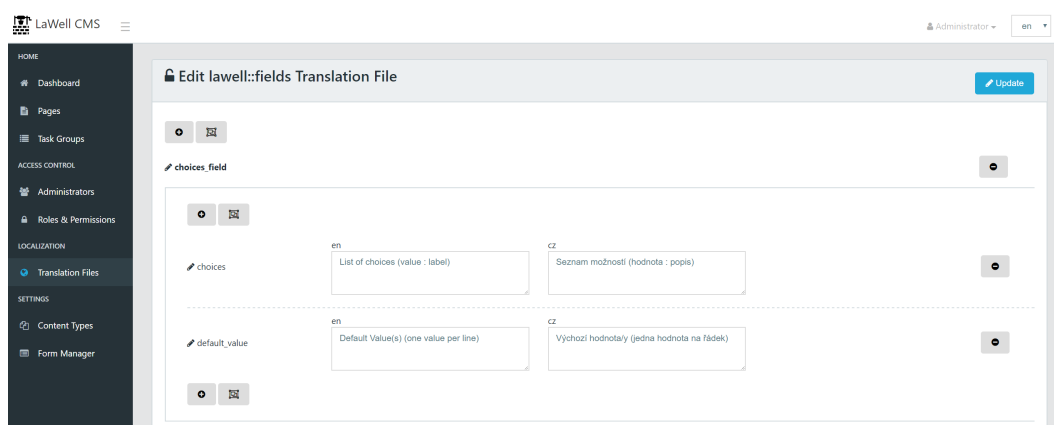 LaWell CMS
Administrator
en
HOME
Dashboard
Pages
Task Groups
ACCESS CONTROL
Administrators
Roles & Permissions
LOCALIZATION
Translation Files
SETTINGS
Content Types
Form Manager
Edit lawell::fields Translation File
Update
choices_field
en
cz
choices
List of choices (value : label)
Seznam možností (hodnota : popis)
en
cz
default_value
Default Value(s) (one value per line)
Výchozí hodnota/y (jedna hodnota na řádek)